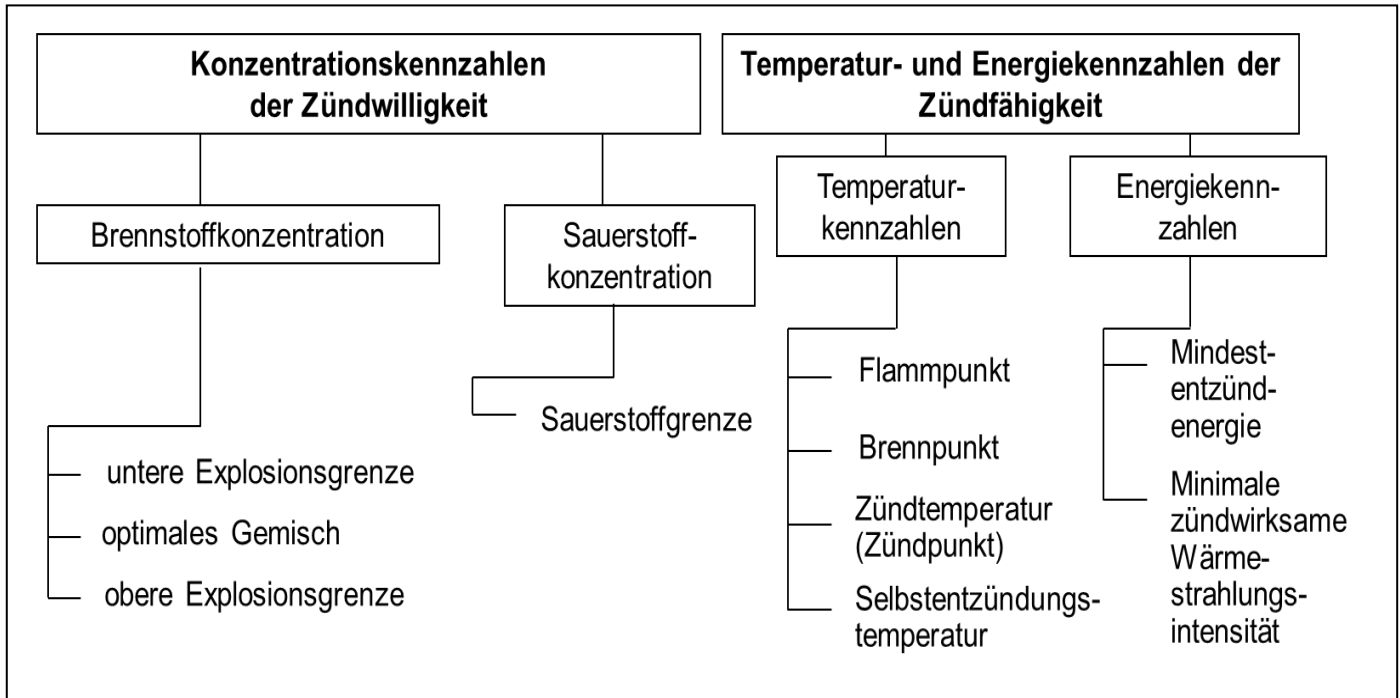 Konzentrationskennzahlen
der Zündwilligkeit
Temperatur- und Energiekennzahlen der
Zündfähigkeit
Brennstoffkonzentration
Sauerstoff-
konzentration
Temperatur-
kennzahlen
Energiekenn-
zahlen
untere Explosionsgrenze
optimales Gemisch
obere Explosionsgrenze
Sauerstoffgrenze
Flammpunkt
Brennpunkt
Zündtemperatur
(Zündpunkt)
Selbstentzündungs-
temperatur
Mindest-
entzünd-
energie
Minimale
zündwirksame
Wärme-
strahlungs-
intensität